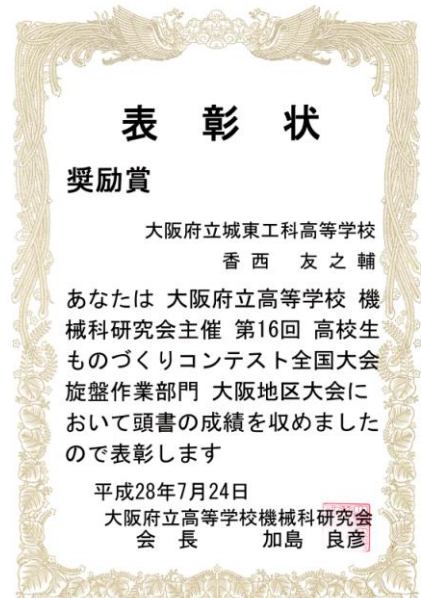 表 彰 状
奨励賞
大阪府立城東工科高等学校
香 西 友 之 輔
あなたは 大阪府立高等学校 機
械科研究会主催 第16回 高校生
ものづくりコンテスト全国大会
旋盤作業部門 大阪地区大会に
おいて頭書の成績を収めました
ので表彰します
平成28年7月24日
大阪府立高等学校機械科研究会
会 長 加島 良彦